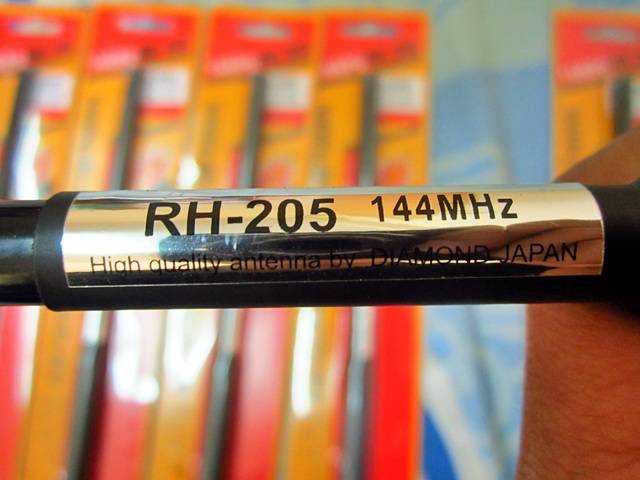 RH-205 144MHz
High quality antenna by DIAMOND JAPAN